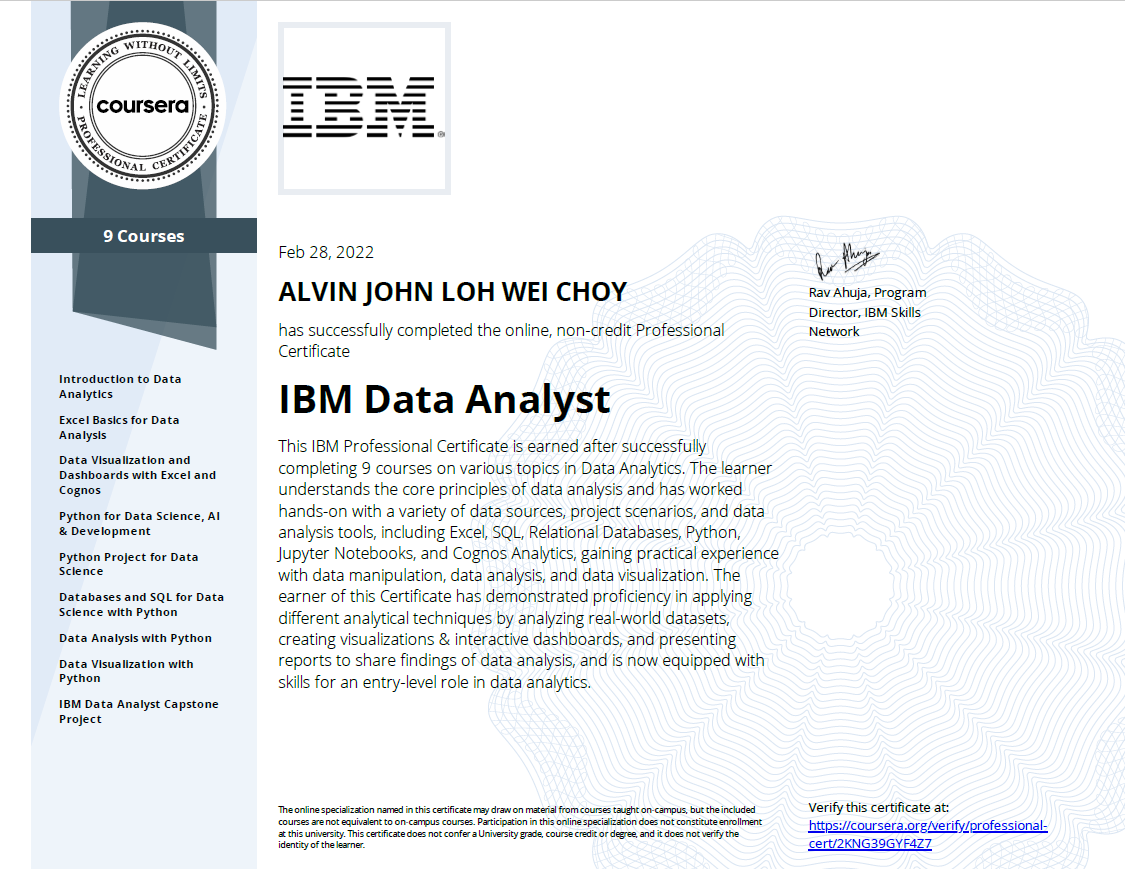 LEARNING WITHOUT LIMITS
coursera
PROFESSIONAL CERTIFICATE
IBM
®
9 Courses
Introduction to Data
Analytics
Excel Basics for Data
Analysis
Data Visualization and
Dashboards with Excel and
Cognos
Python for Data Science, AI
& Development
Python Project for Data
Science
Databases and SQL for Data
Science with Python
Data Analysis with Python
Data Visualization with
Python
IBM Data Analyst Capstone
Project
Feb 28, 2022
ALVIN JOHN LOH WEI CHOY
has successfully completed the online, non-credit Professional
Certificate
IBM Data Analyst
This IBM Professional Certificate is earned after successfully
completing 9 courses on various topics in Data Analytics. The learner
understands the core principles of data analysis and has worked
hands-on with a variety of data sources, project scenarios, and data
analysis tools, including Excel, SQL, Relational Databases, Python,
Jupyter Notebooks, and Cognos Analytics, gaining practical experience
with data manipulation, data analysis, and data visualization. The
earner of this Certificate has demonstrated proficiency in applying
different analytical techniques by analyzing real-world datasets,
creating visualizations & interactive dashboards, and presenting
reports to share findings of data analysis, and is now equipped with
skills for an entry-level role in data analytics.
Rav Ahuja, Program
Director, IBM Skills
Network
The online specialization named in this certificate may draw on material from courses taught on-campus, but the included
courses are not equivalent to on-campus courses. Participation in this online specialization does not constitute enrollment
at this university. This certificate does not confer a University grade, course credit or degree, and it does not verify the
identity of the learner.
Verify this certificate at:
https://coursera.org/verify/professional-
cert/2KNG39GYF4Z7